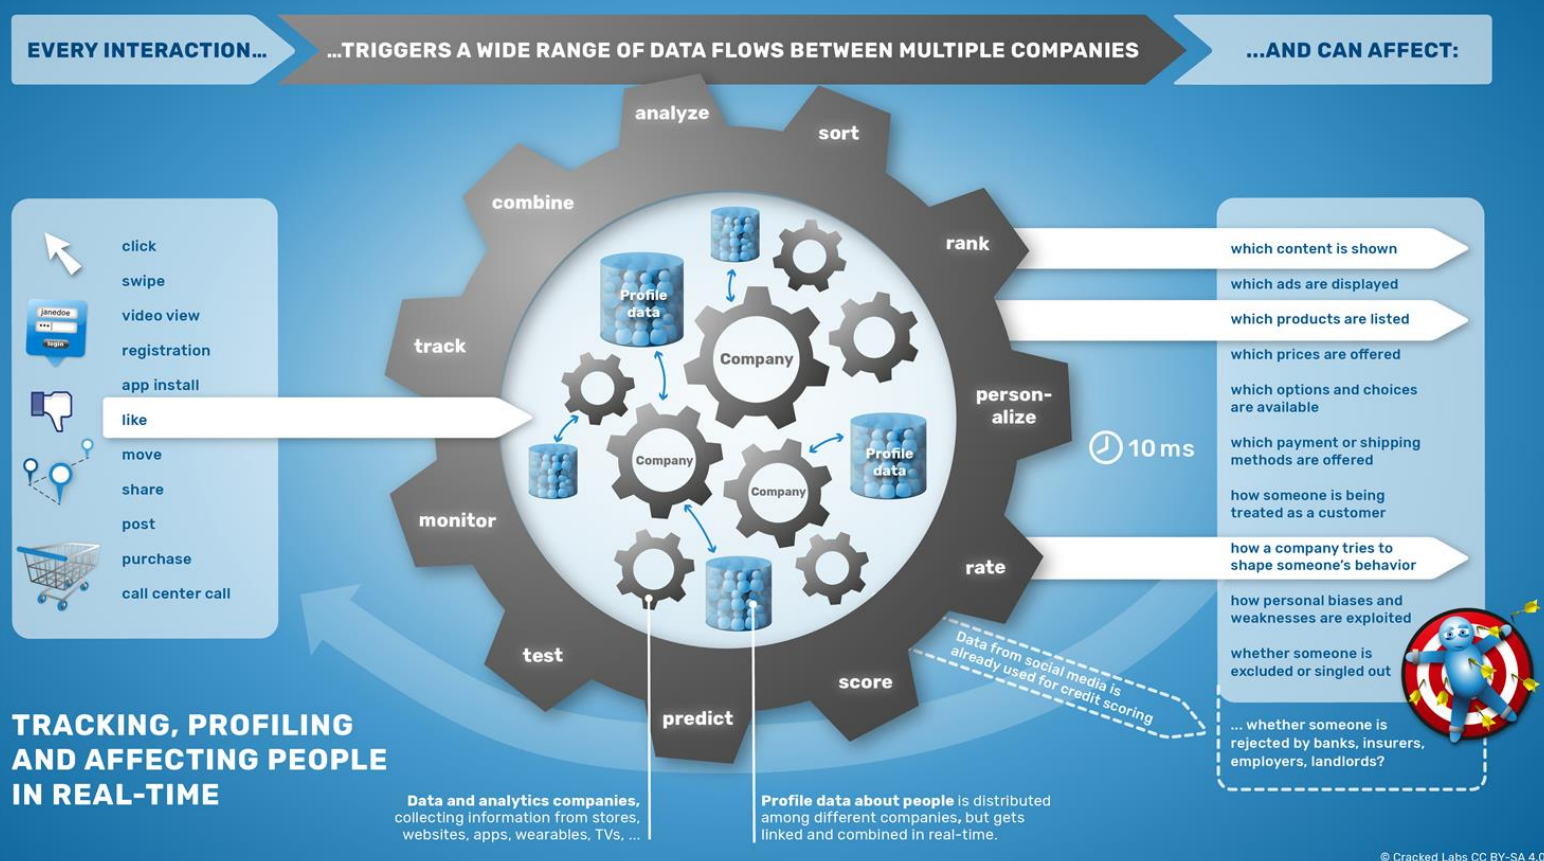 EVERY INTERACTION...
...TRIGGERS A WIDE RANGE OF DATA FLOWS BETWEEN MULTIPLE COMPANIES
...AND CAN AFFECT:
click
swipe
video view
registration
app install
like
move
share
post
purchase
call center call
janedoe
***|
login
analyze
sort
combine
rank
track
person-
alize
monitor
rate
test
score
predict
Profile
data
Company
Company
Company
Profile
data
10 ms
which content is shown
which ads are displayed
which products are listed
which prices are offered
which options and choices
are available
which payment or shipping
methods are offered
how someone is being
treated as a customer
how a company tries to
shape someone's behavior
how personal biases and
weaknesses are exploited
whether someone is
excluded or singled out
Data from social media is
already used for credit scoring
... whether someone is
rejected by banks, insurers,
employers, landlords?
TRACKING, PROFILING
AND AFFECTING PEOPLE
IN REAL-TIME
Data and analytics companies,
collecting information from stores,
websites, apps, wearables, TVs, ...
Profile data about people is distributed
among different companies, but gets
linked and combined in real-time.
© Cracked Labs CC BY-SA 4.0